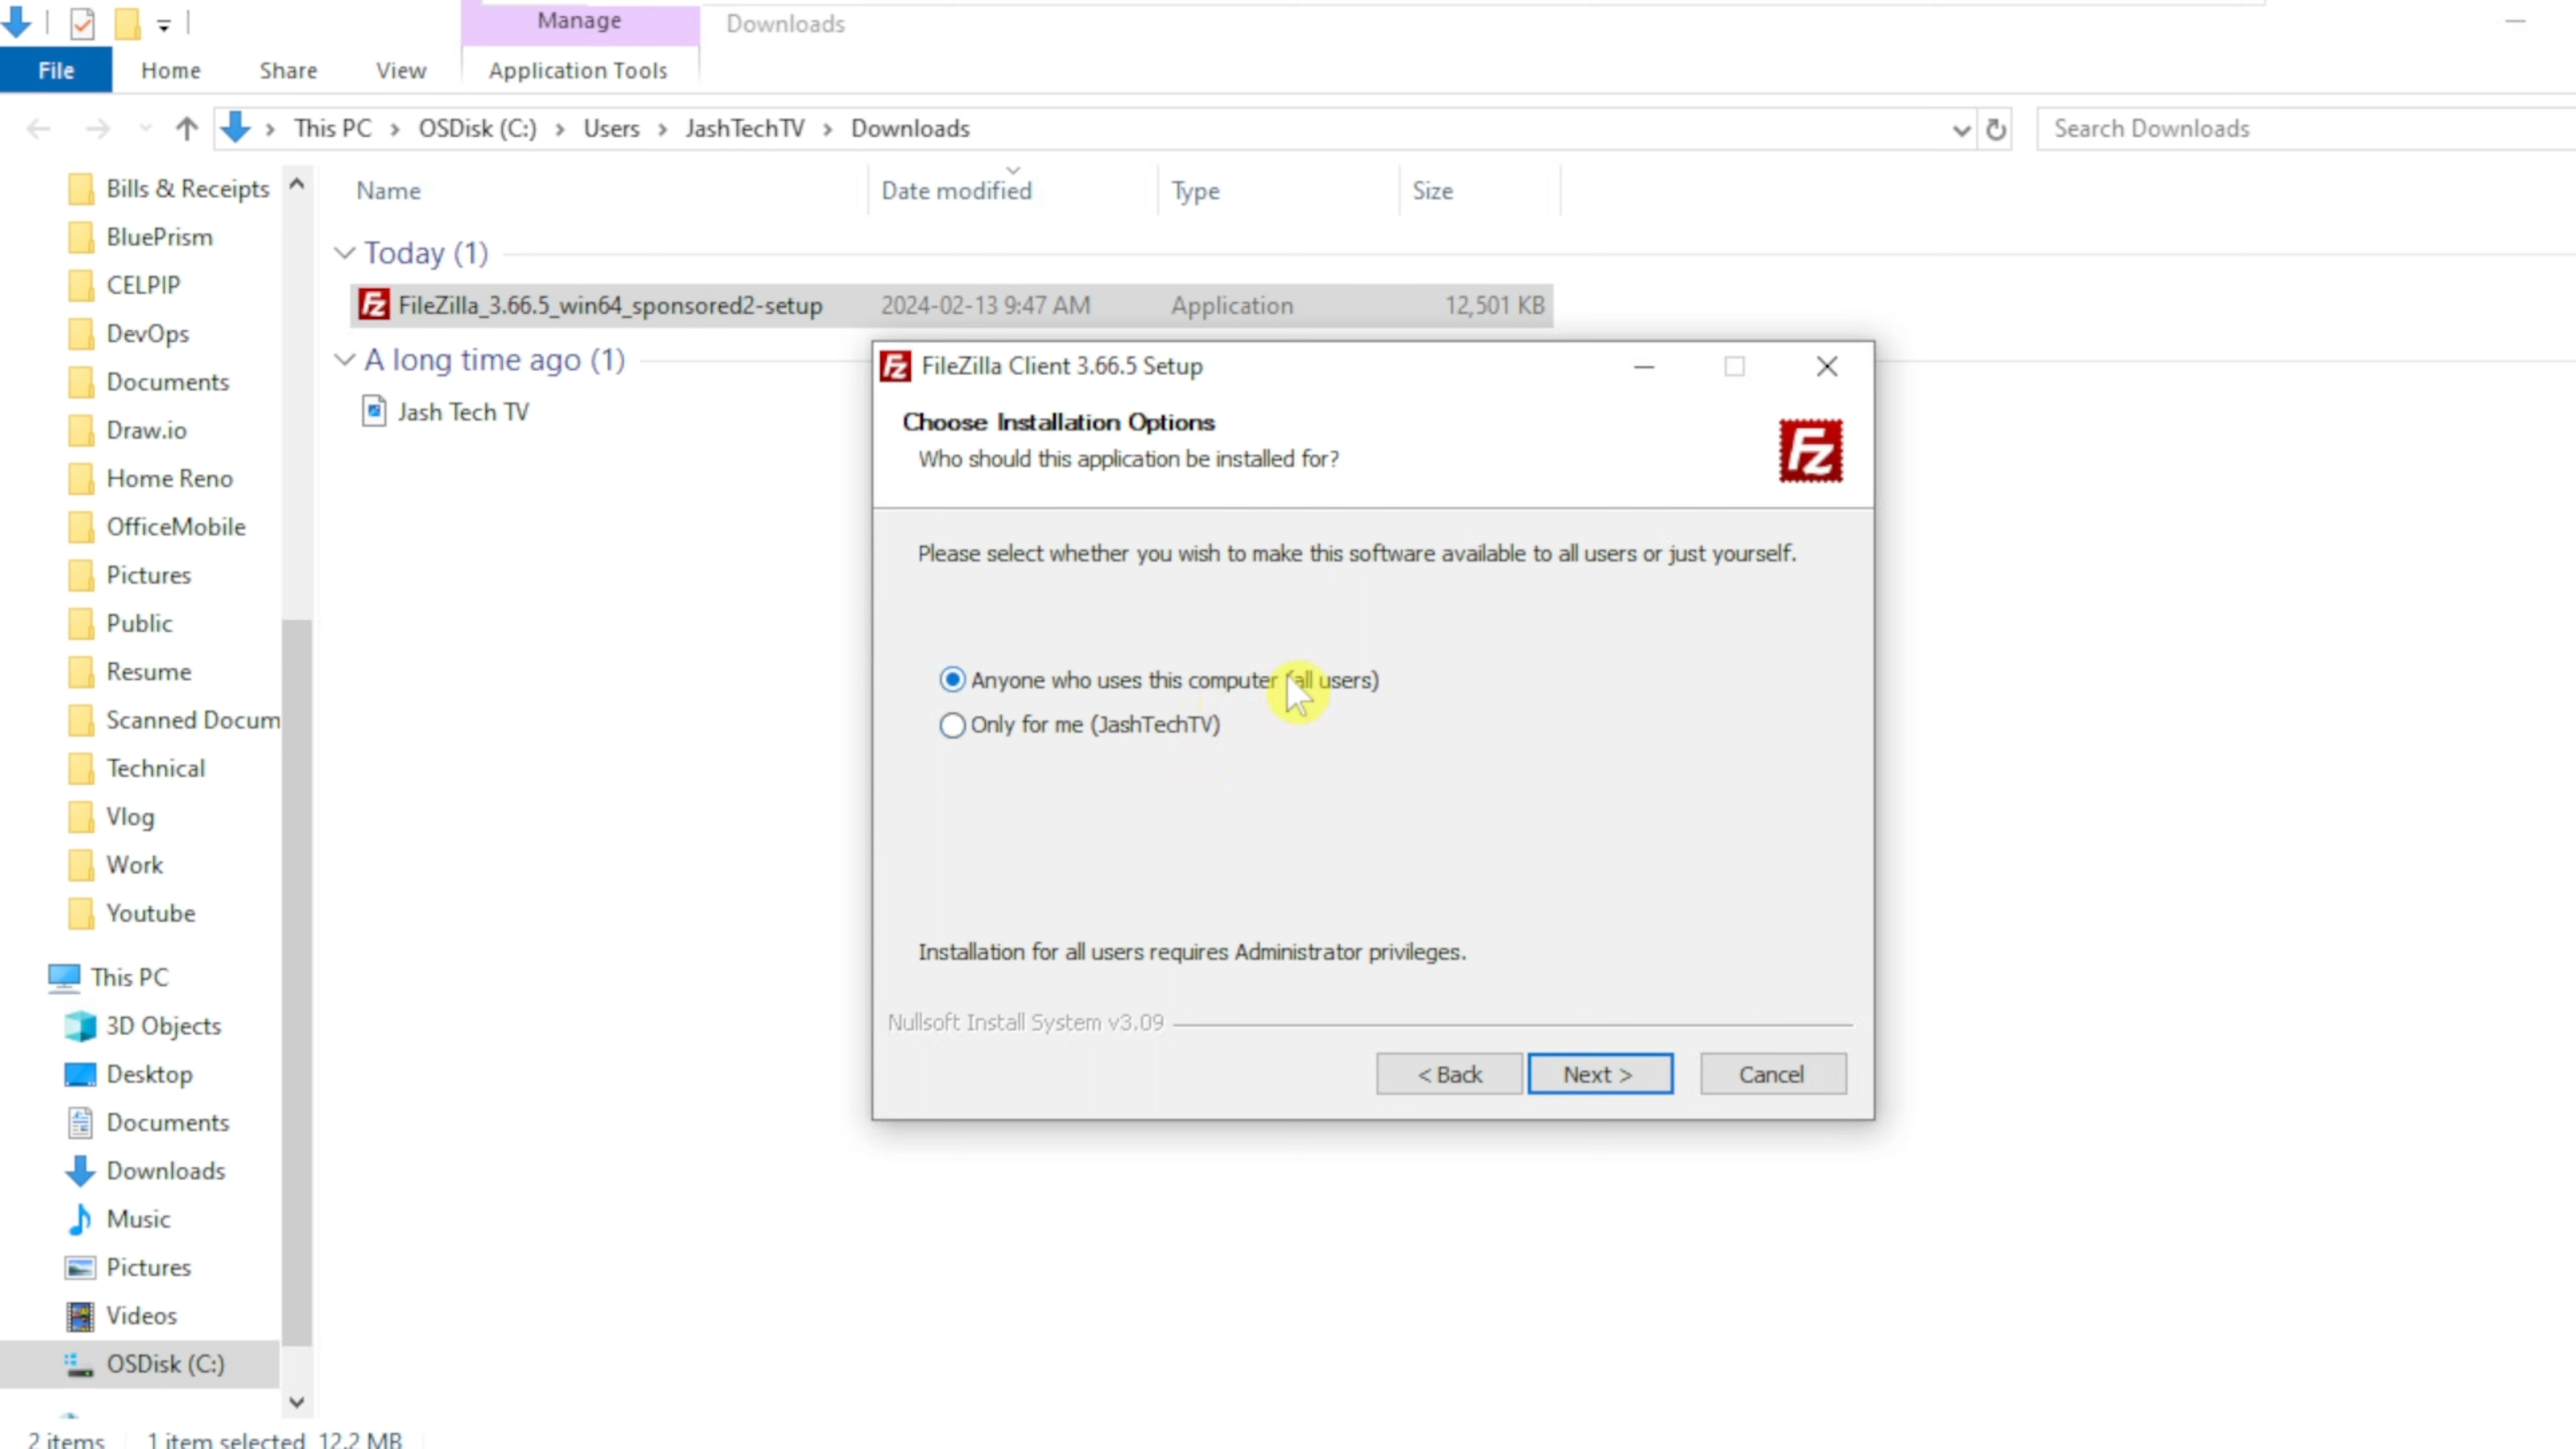 Manage
Downloads
File
Home
Share
View
Application Tools
This PC > OSDisk (C:) > Users > JashTechTV > Downloads
Search Downloads
Bills & Receipts
BluePrism
CELPIP
DevOps
Documents
Draw.io
Home Reno
OfficeMobile
Pictures
Public
Resume
Scanned Docum
Technical
Vlog
Work
Youtube
This PC
3D Objects
Desktop
Documents
Downloads
Music
Pictures
Videos
OSDisk (C:)
Name
Date modified
Type
Size
Today (1)
FileZilla_3.66.5_win64_sponsored2-setup
2024-02-13 9:47 AM
Application
12,501 KB
A long time ago (1)
Jash Tech TV
FileZilla Client 3.66.5 Setup
Choose Installation Options
Who should this application be installed for?
Fz
Please select whether you wish to make this software available to all users or just yourself.
Anyone who uses this computer (all users)
Only for me (JashTechTV)
Installation for all users requires Administrator privileges.
Nullsoft Install System v3.09
< Back
Next >
Cancel
2 items
1 item selected 12.2 MB